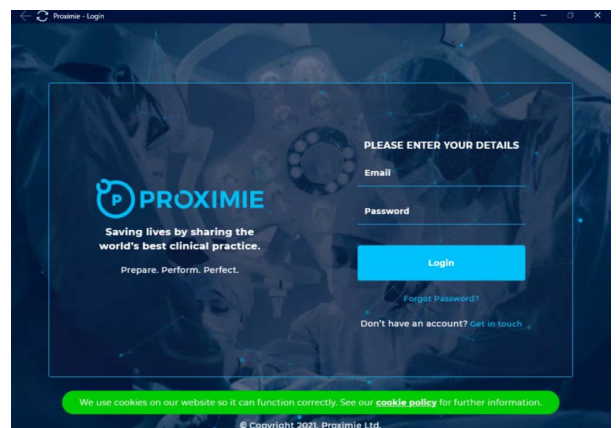 Proximie - Login
PROXIMIE
Saving lives by sharing the
world's best clinical practice.
Prepare. Perform. Perfect.
PLEASE ENTER YOUR DETAILS
Email
Password
Login
Forgot Password?
Don't have an account? Get in touch
We use cookies on our website so it can function correctly. See our cookie policy for further information.
© Copyright 2021, Proximie Ltd.